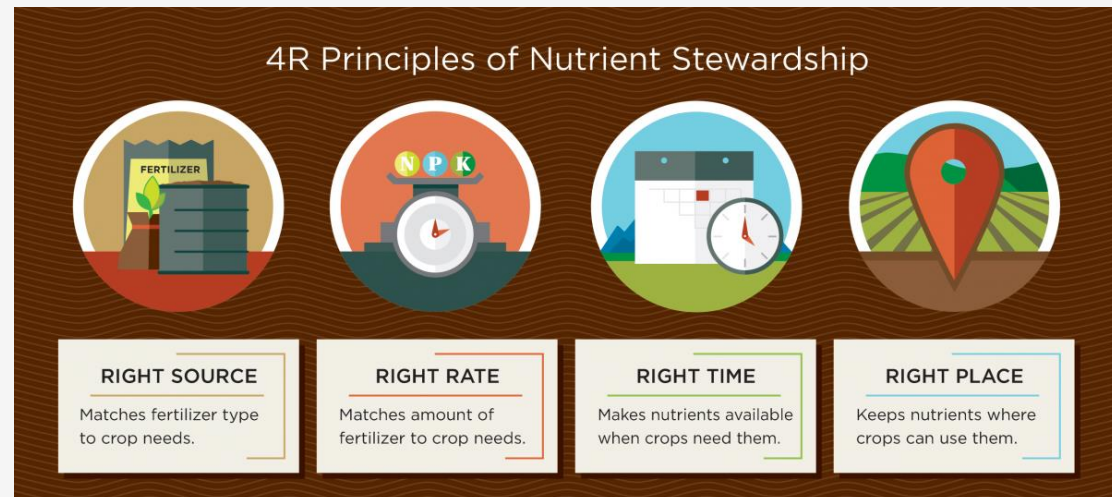 4R Principles of Nutrient Stewardship
FERTILIZER
N P K
RIGHT SOURCE
Matches fertilizer type
to crop needs.
RIGHT RATE
Matches amount of
fertilizer to crop needs.
RIGHT TIME
Makes nutrients available
when crops need them.
RIGHT PLACE
Keeps nutrients where
crops can use them.